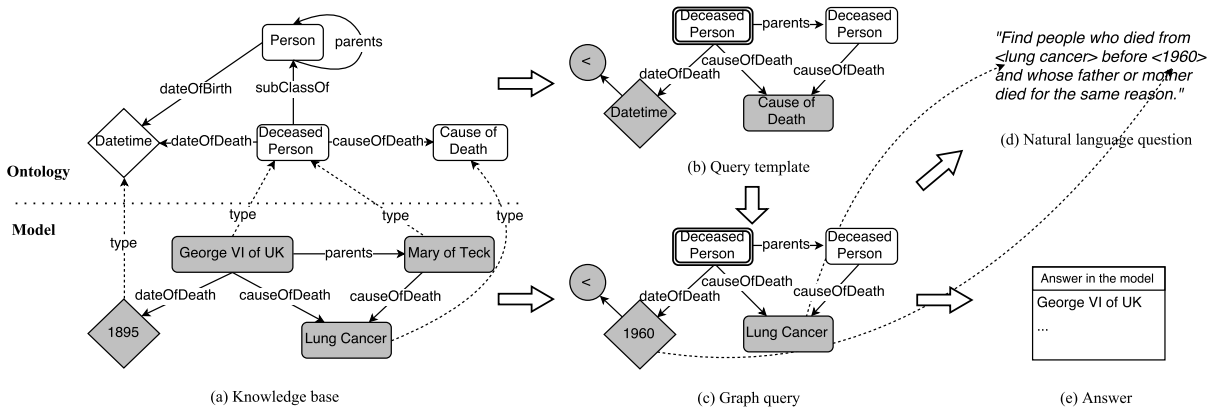 Person
parents
dateOfBirth
subClassOf
Datetime
dateOfDeath
Deceased
Person
causeOfDeath
Cause of
Death
Ontology
Model
type
type
type
type
George VI of UK
parents
Mary of Teck
dateOfDeath
causeOfDeath
causeOfDeath
1895
Lung Cancer
(a) Knowledge base
Deceased
Person
parents
Deceased
Person
<
dateOfDeath
causeOfDeath
causeOfDeath
Datetime
Cause of
Death
(b) Query template
Deceased
Person
parents
Deceased
Person
<
dateOfDeath
causeOfDeath
causeOfDeath
1960
Lung Cancer
(c) Graph query
"Find people who died from
<lung cancer> before <1960>
and whose father or mother
died for the same reason."
(d) Natural language question
Answer in the model
George VI of UK
...
(e) Answer